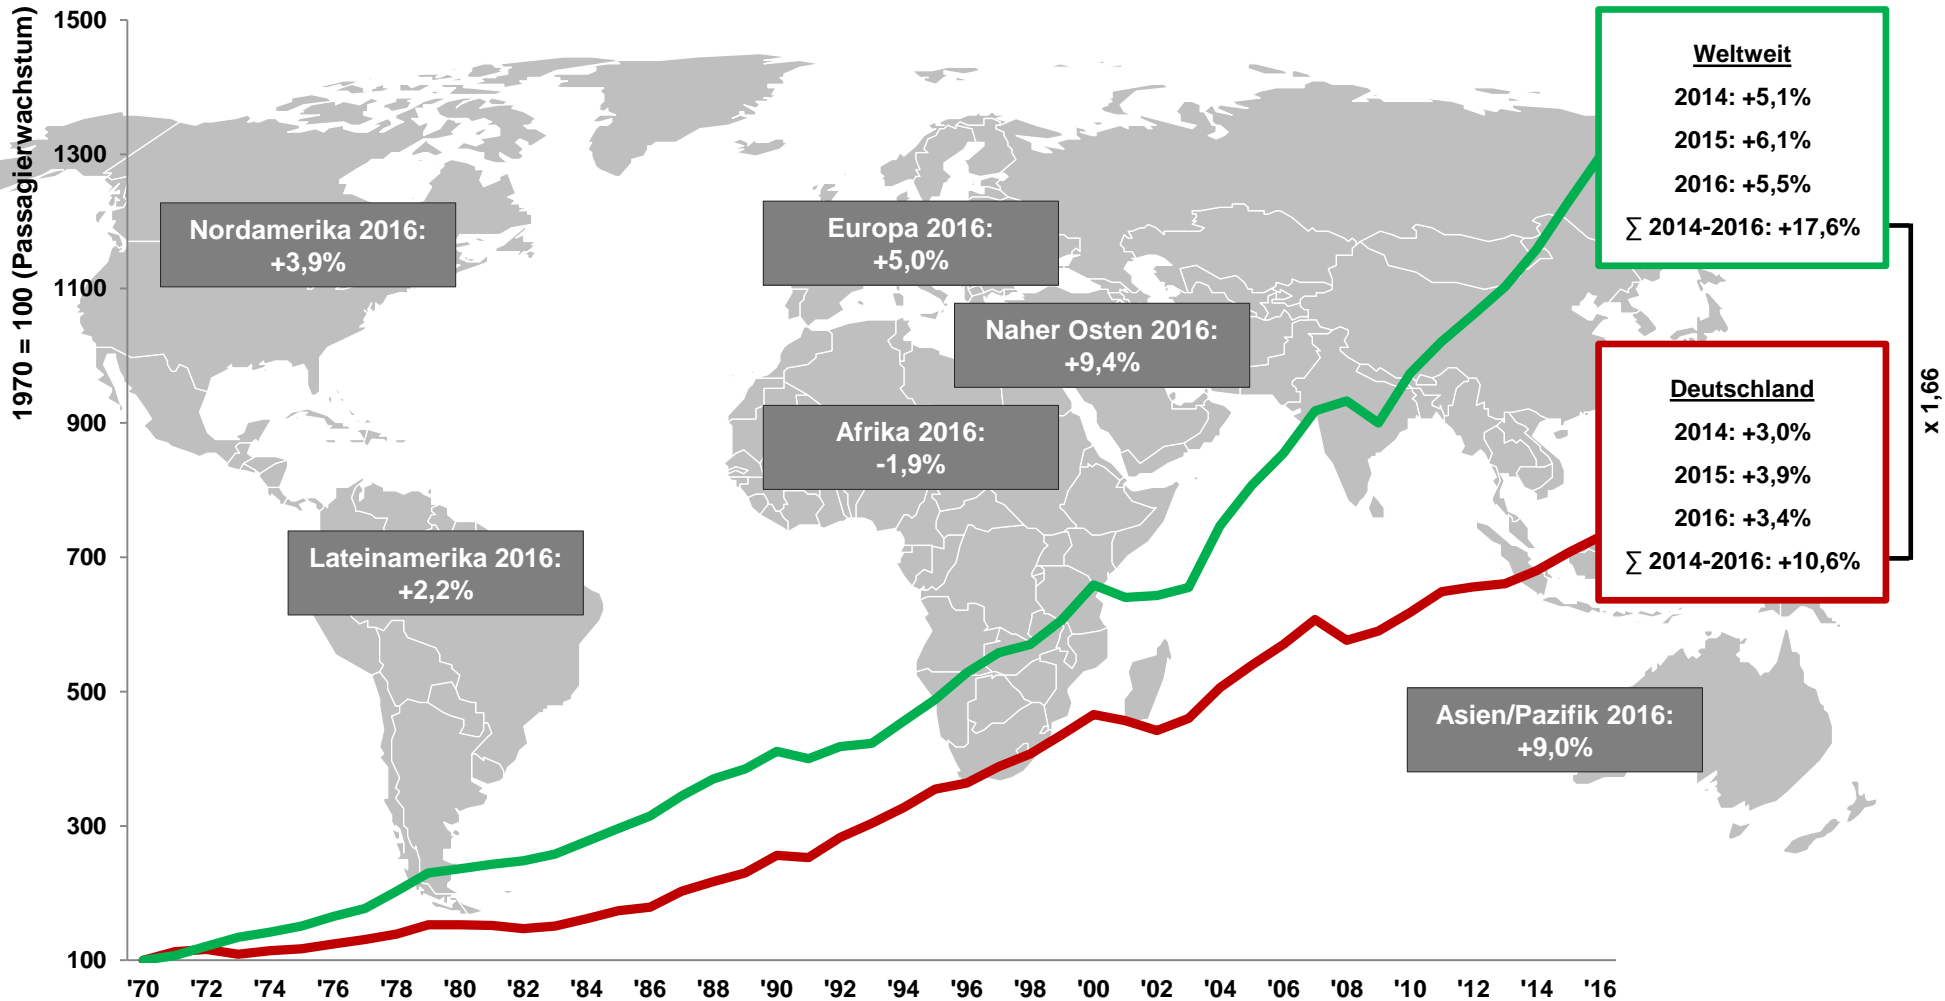 1970 = 100 (Passagierwachstum)
1500
1300
1100
900
700
500
300
100
'70 '72 '74 '76 '78 '80 '82 '84 '86 '88 '90 '92 '94 '96 '98 '00 '02 '04 '06 '08 '10 '12 '14 '16
Nordamerika 2016:
+3,9%
Europa 2016:
+5,0%
Naher Osten 2016:
+9,4%
Afrika 2016:
-1,9%
Lateinamerika 2016:
+2,2%
Asien/Pazifik 2016:
+9,0%
Weltweit
2014: +5,1%
2015: +6,1%
2016: +5,5%
∑ 2014-2016: +17,6%
Deutschland
2014: +3,0%
2015: +3,9%
2016: +3,4%
∑ 2014-2016: +10,6%
x 1,66